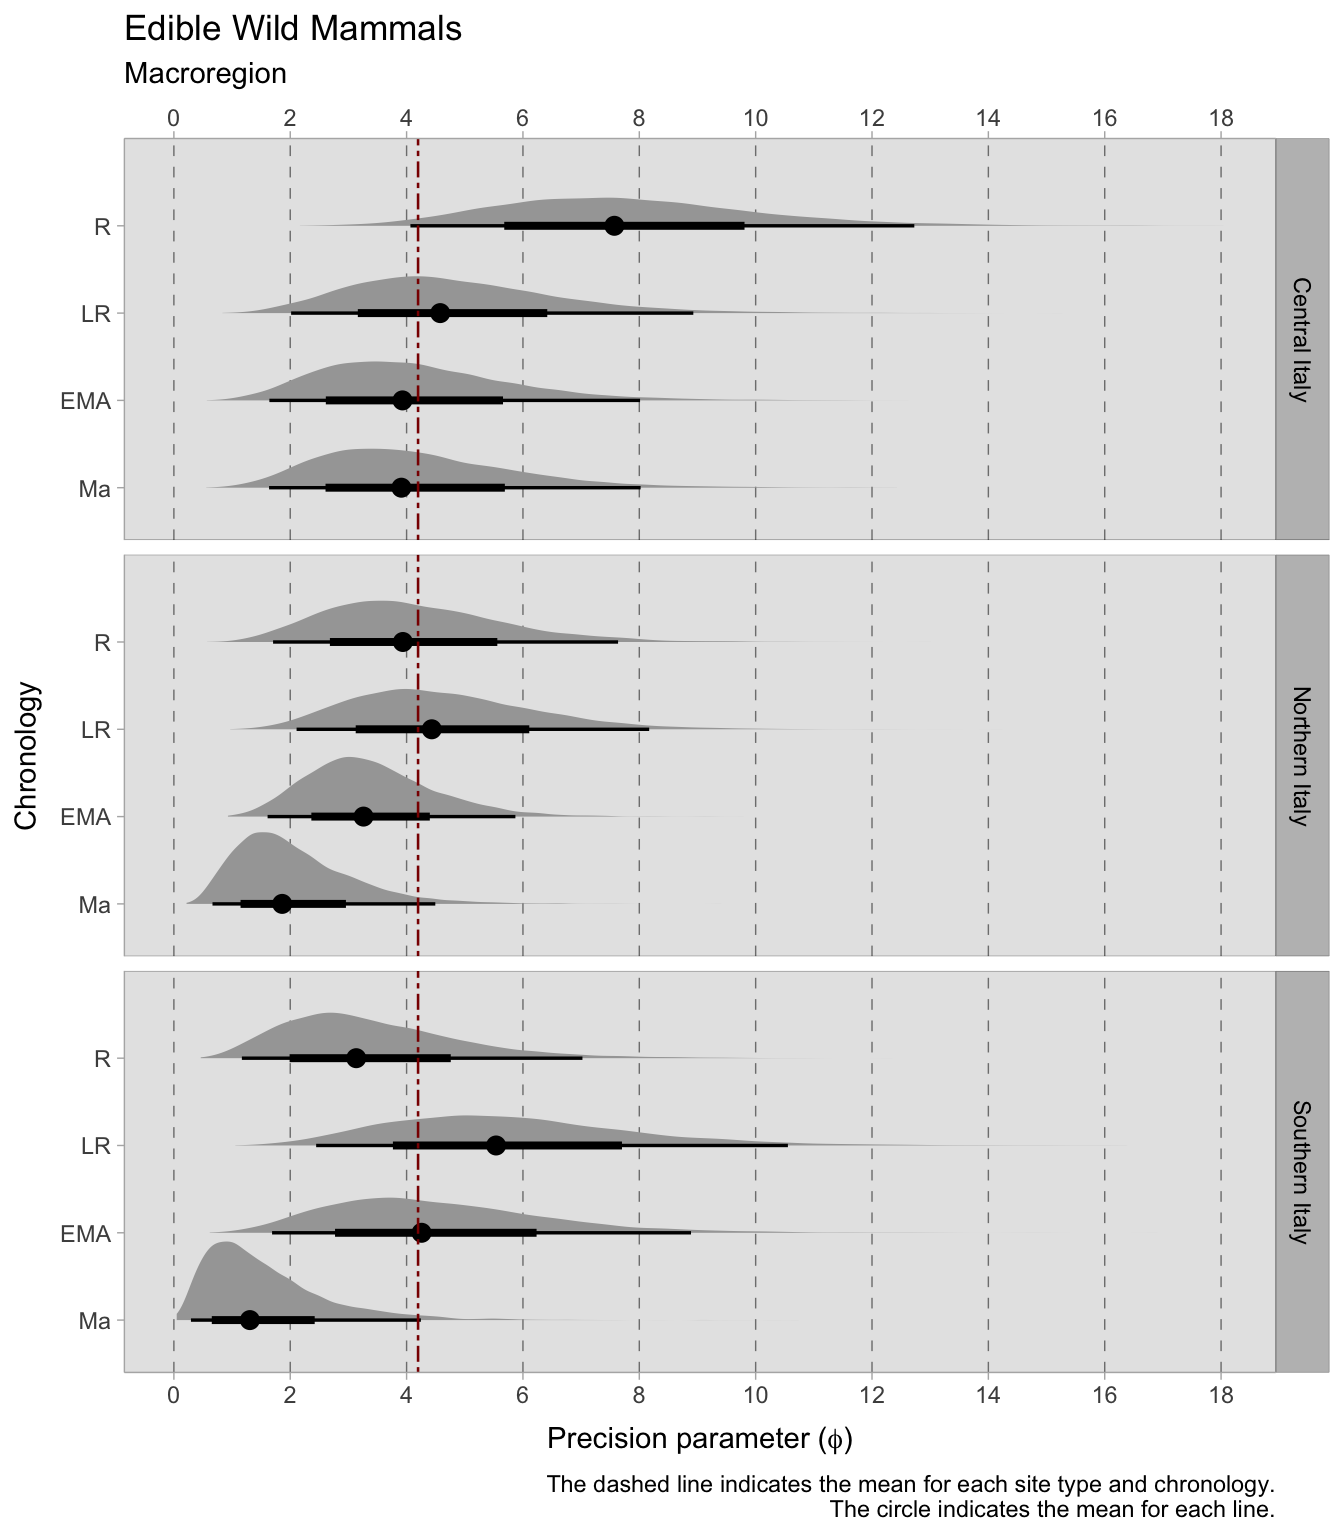 Edible Wild Mammals
Macroregion
0 2 4 6 8 10 12 14 16 18
R
LR
EMA
Ma
Central Italy
R
LR
EMA
Ma
Northern Italy
Chronology
R
LR
EMA
Ma
Southern Italy
0 2 4 6 8 10 12 14 16 18
Precision parameter (ϕ)
The dashed line indicates the mean for each site type and chronology.
The circle indicates the mean for each line.